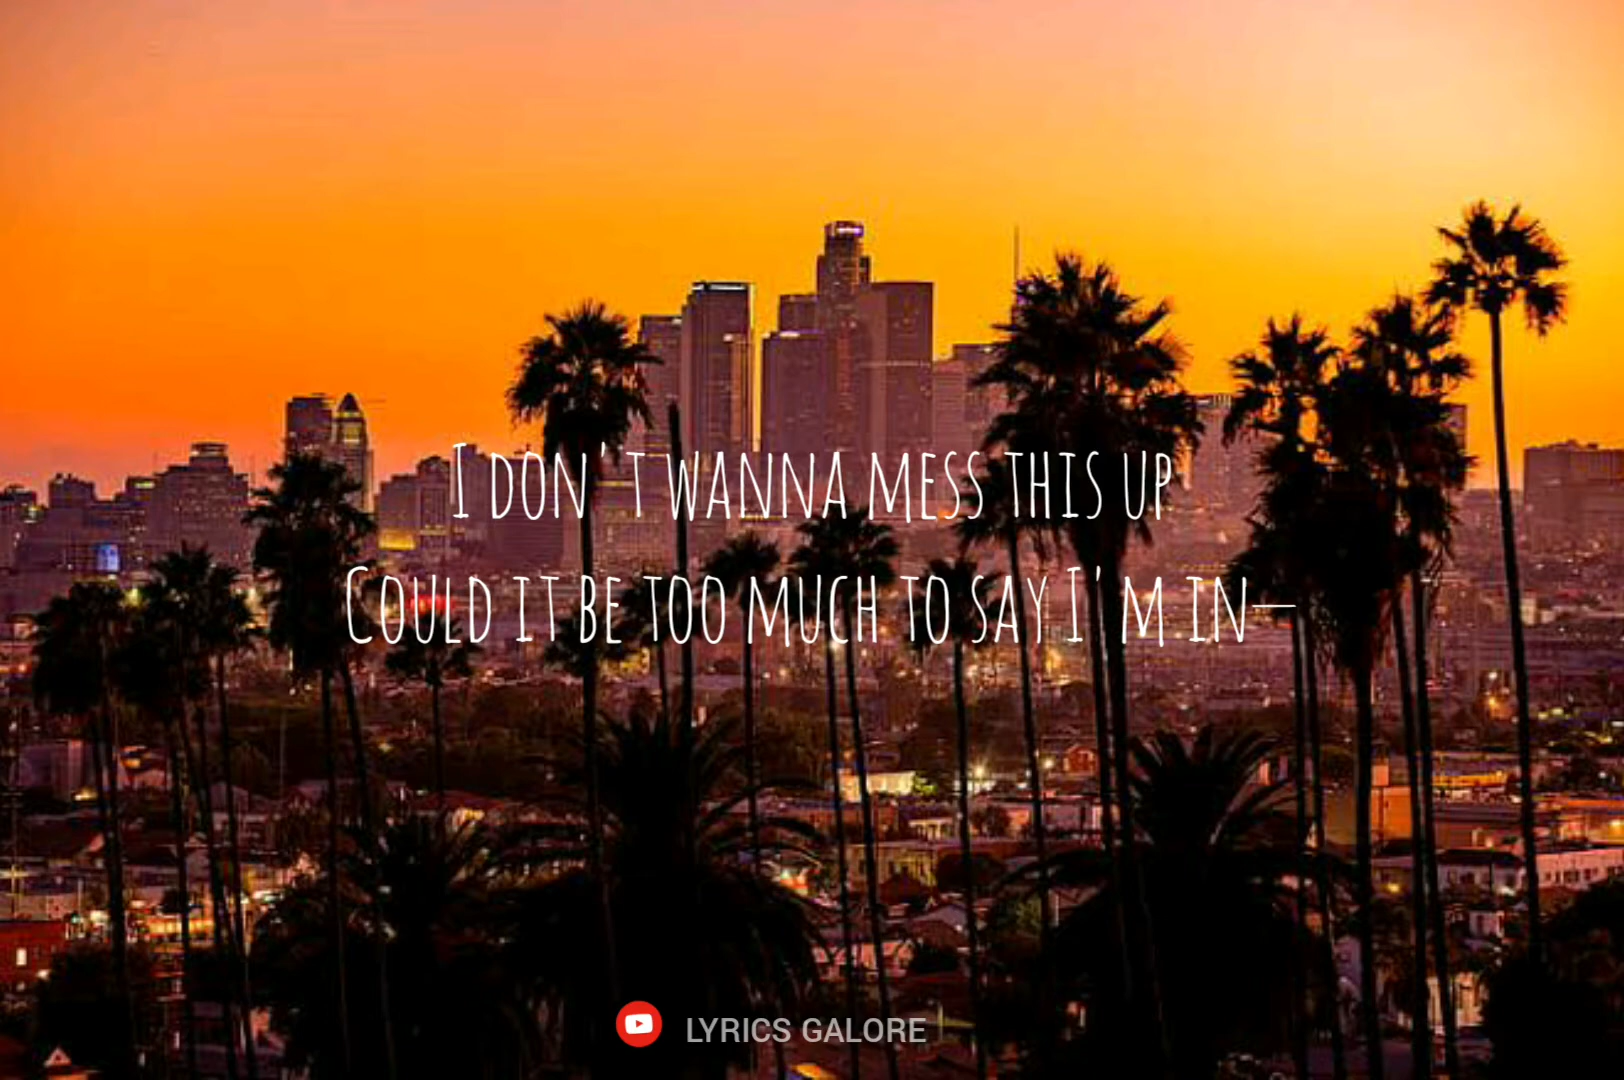 I don't wanna mess this up
Could it be too much to say I'm in—
LYRICS GALORE